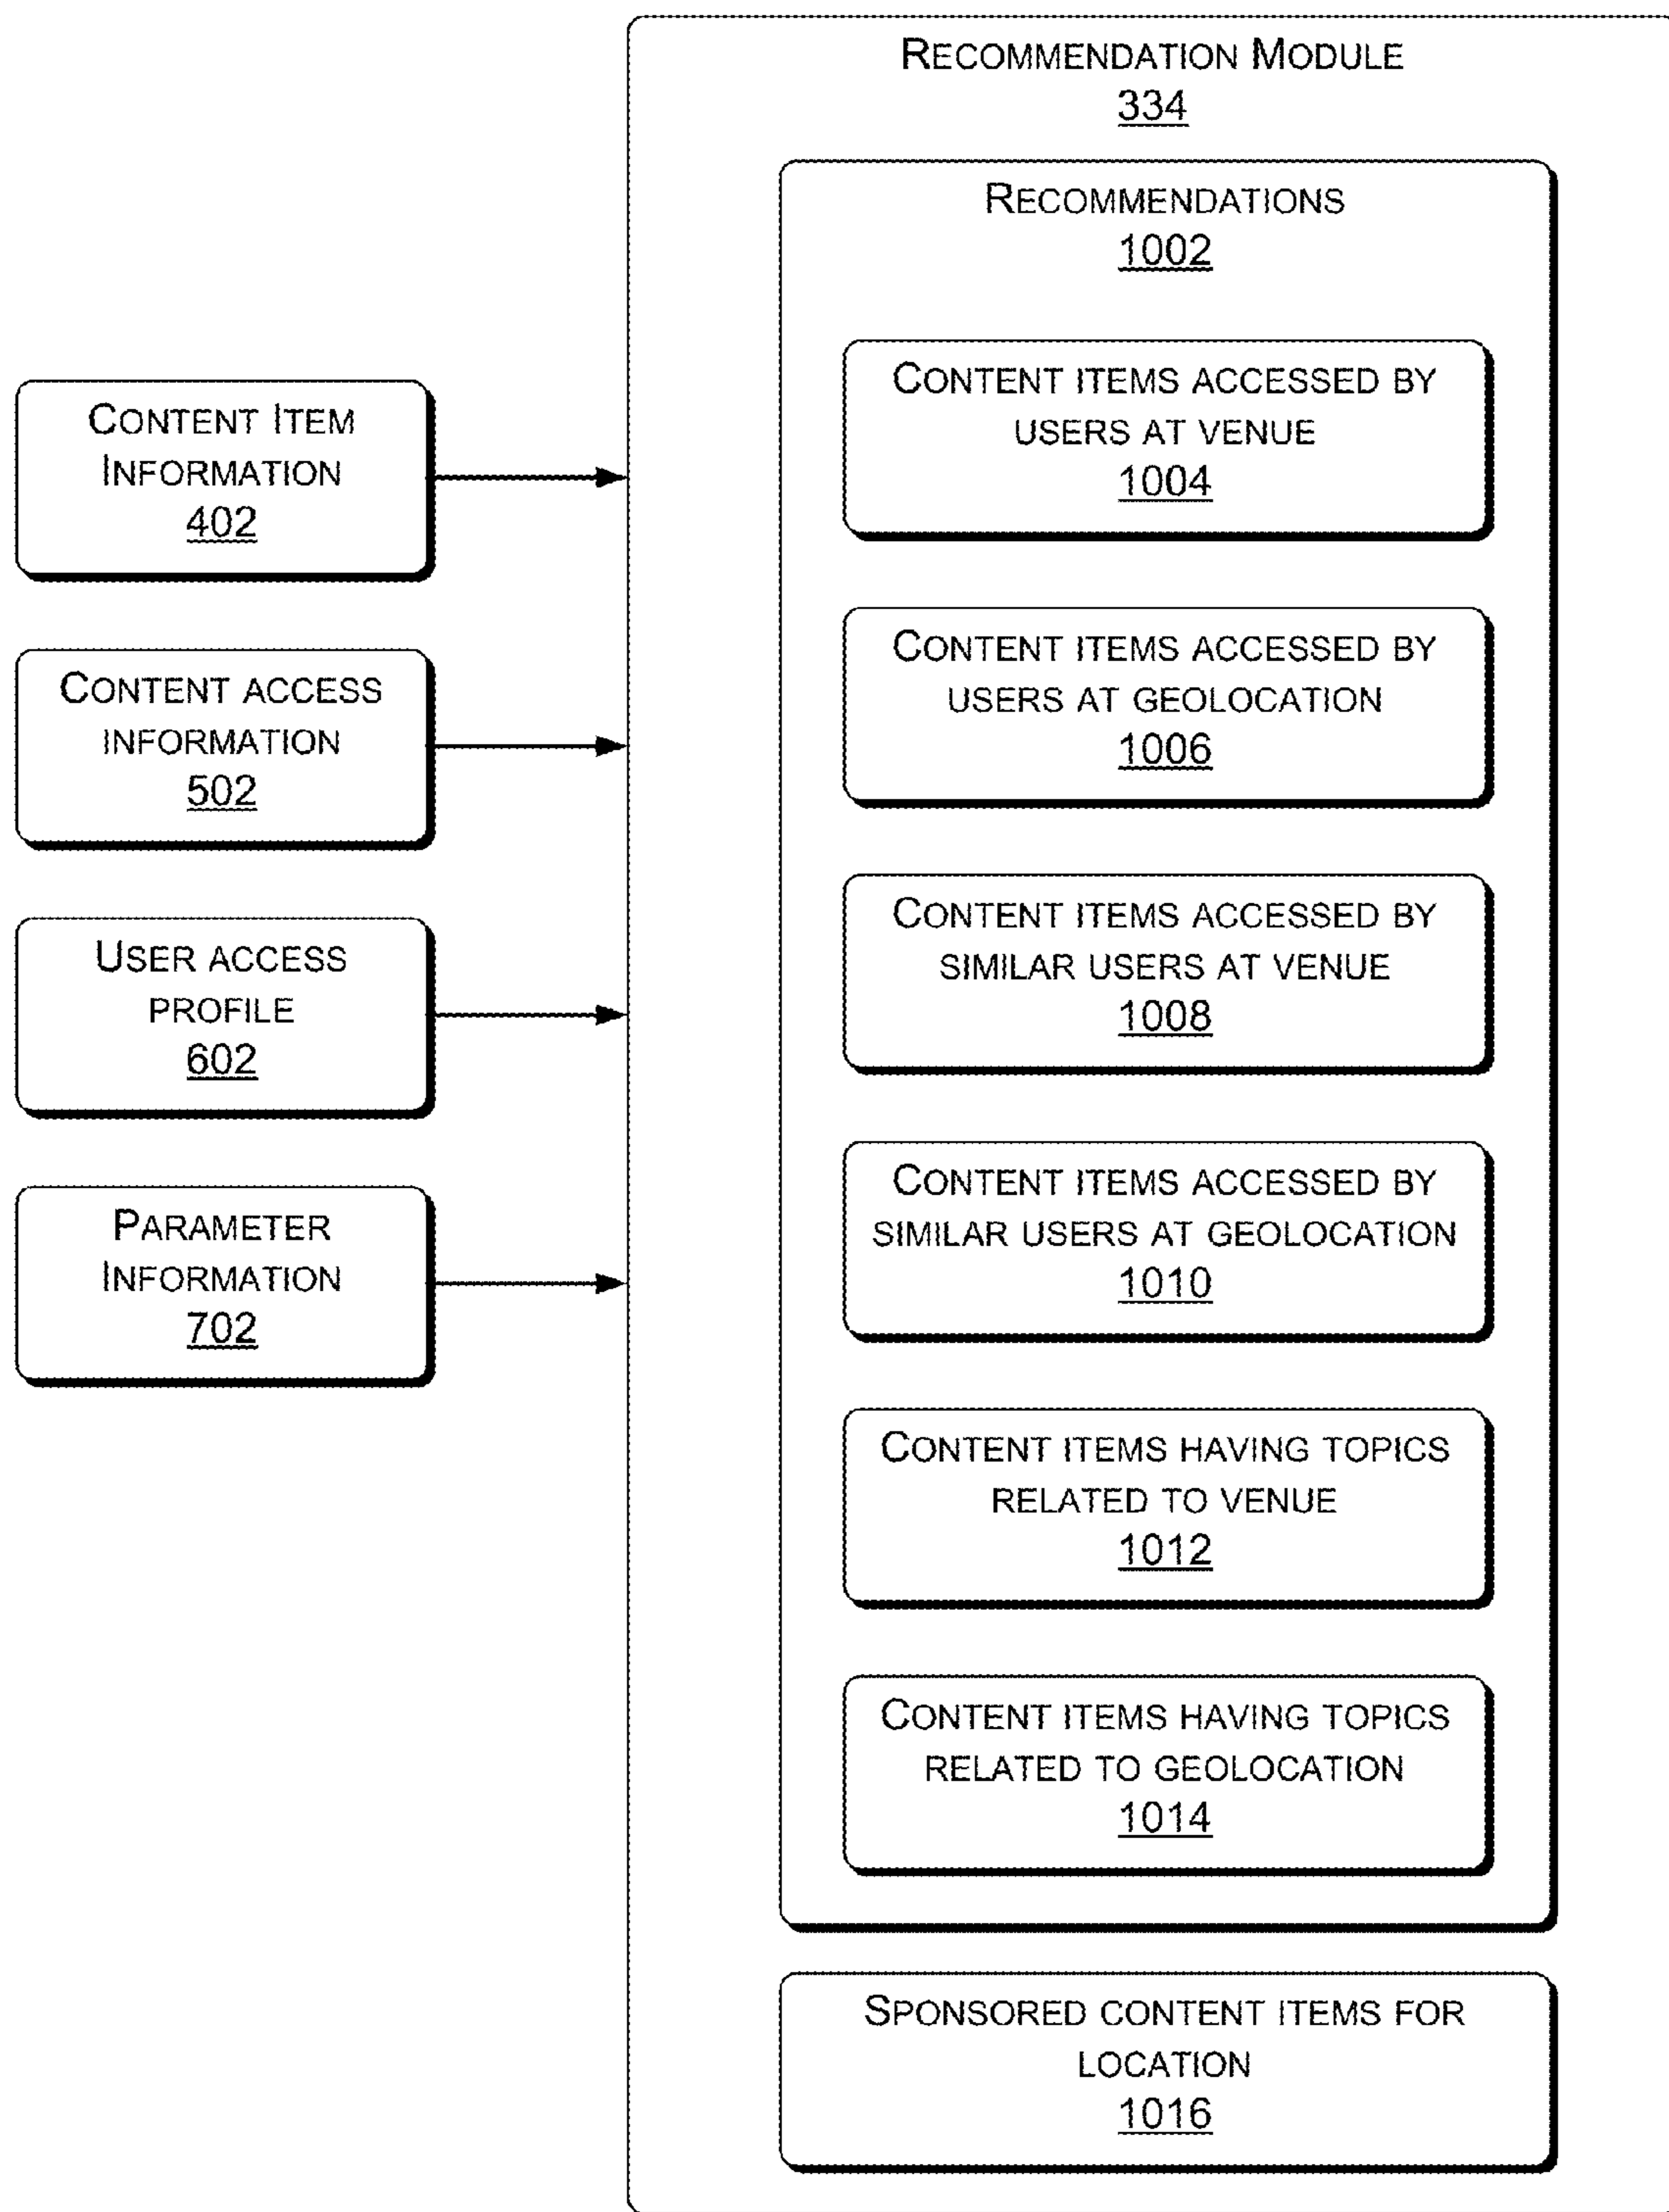 RECOMMENDATION MODULE
334
RECOMMENDATIONS
1002
CONTENT ITEM
INFORMATION
402
CONTENT ACCESS
INFORMATION
502
USER ACCESS
PROFILE
602
PARAMETER
INFORMATION
702
CONTENT ITEMS ACCESSED BY
USERS AT VENUE
1004
CONTENT ITEMS ACCESSED BY
USERS AT GEOLOCATION
1006
CONTENT ITEMS ACCESSED BY
SIMILAR USERS AT VENUE
1008
CONTENT ITEMS ACCESSED BY
SIMILAR USERS AT GEOLOCATION
1010
CONTENT ITEMS HAVING TOPICS
RELATED TO VENUE
1012
CONTENT ITEMS HAVING TOPICS
RELATED TO GEOLOCATION
1014
SPONSORED CONTENT ITEMS FOR
LOCATION
1016